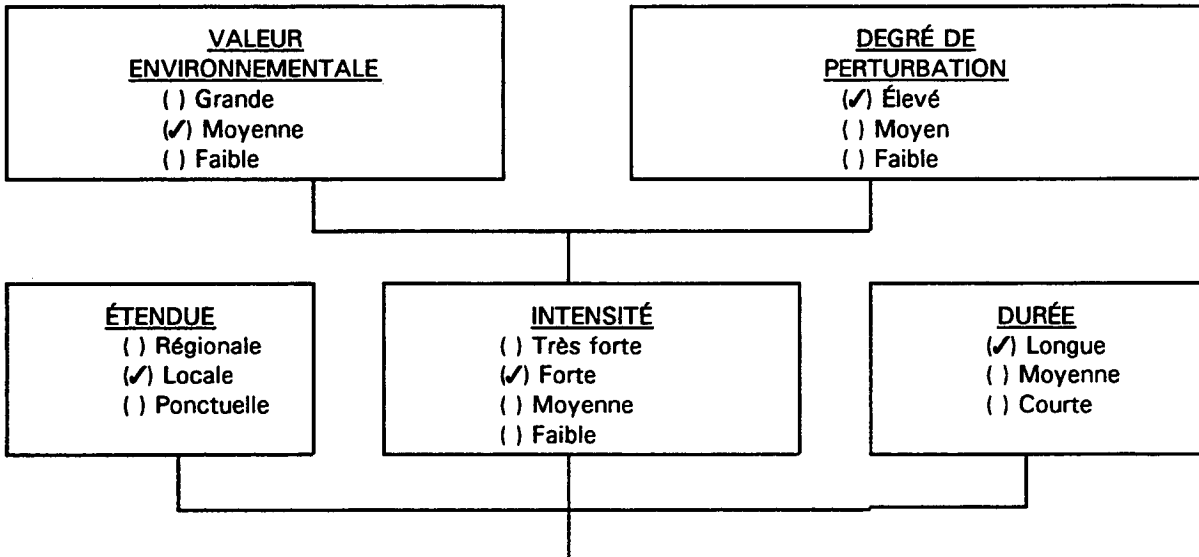 VALEUR
ENVIRONNEMENTALE
( ) Grande
(✓) Moyenne
( ) Faible
DEGRÉ DE
PERTURBATION
(✓) Élevé
( ) Moyen
( ) Faible
ÉTENDUE
( ) Régionale
(✓) Locale
( ) Ponctuelle
INTENSITÉ
( ) Très forte
(✓) Forte
( ) Moyenne
( ) Faible
DURÉE
(✓) Longue
( ) Moyenne
( ) Courte